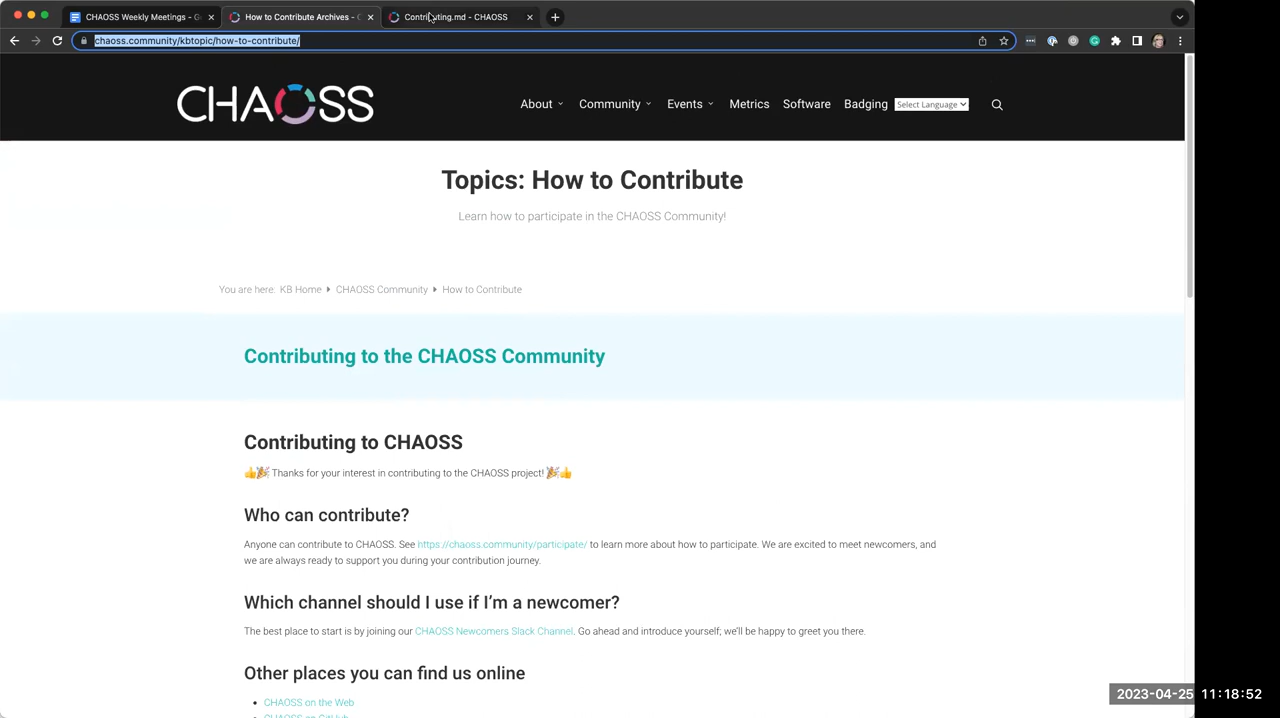 CHAOSS Weekly Meetings - G
How to Contribute Archives - C
Contributing.md - CHAOSS
chaoss.community/kbtopic/how-to-contribute/
CHAOSS
About
Community
Events
Metrics
Software
Badging
Select Language
Topics: How to Contribute
Learn how to participate in the CHAOSS Community!
You are here: KB Home CHAOSS Community How to Contribute
Contributing to the CHAOSS Community
Contributing to CHAOSS
👍🎉 Thanks for your interest in contributing to the CHAOSS project! 🎉👍
Who can contribute?
Anyone can contribute to CHAOSS. See https://chaoss.community/participate/ to learn more about how to participate. We are excited to meet newcomers, and
we are always ready to support you during your contribution journey.
Which channel should I use if I'm a newcomer?
The best place to start is by joining our CHAOSS Newcomers Slack Channel. Go ahead and introduce yourself; we'll be happy to greet you there.
Other places you can find us online
• CHAOSS on the Web
• CHAOSS on GitHub
2023-04-25 11:18:52